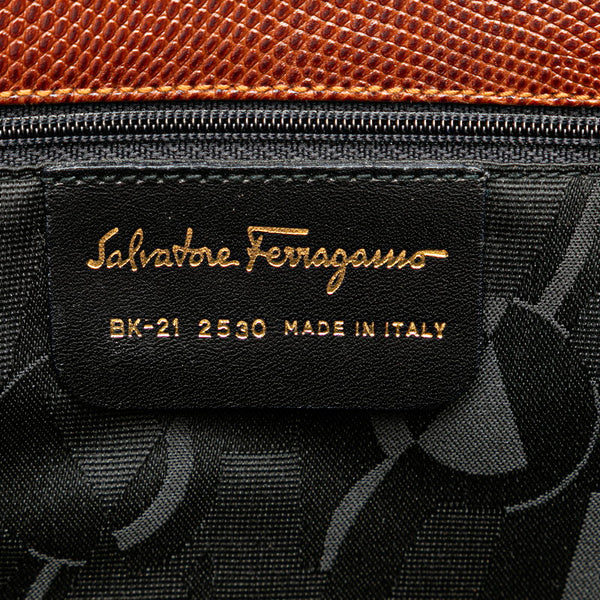 Salvatore Ferragamo
BK-21 2530 MADE IN ITALY